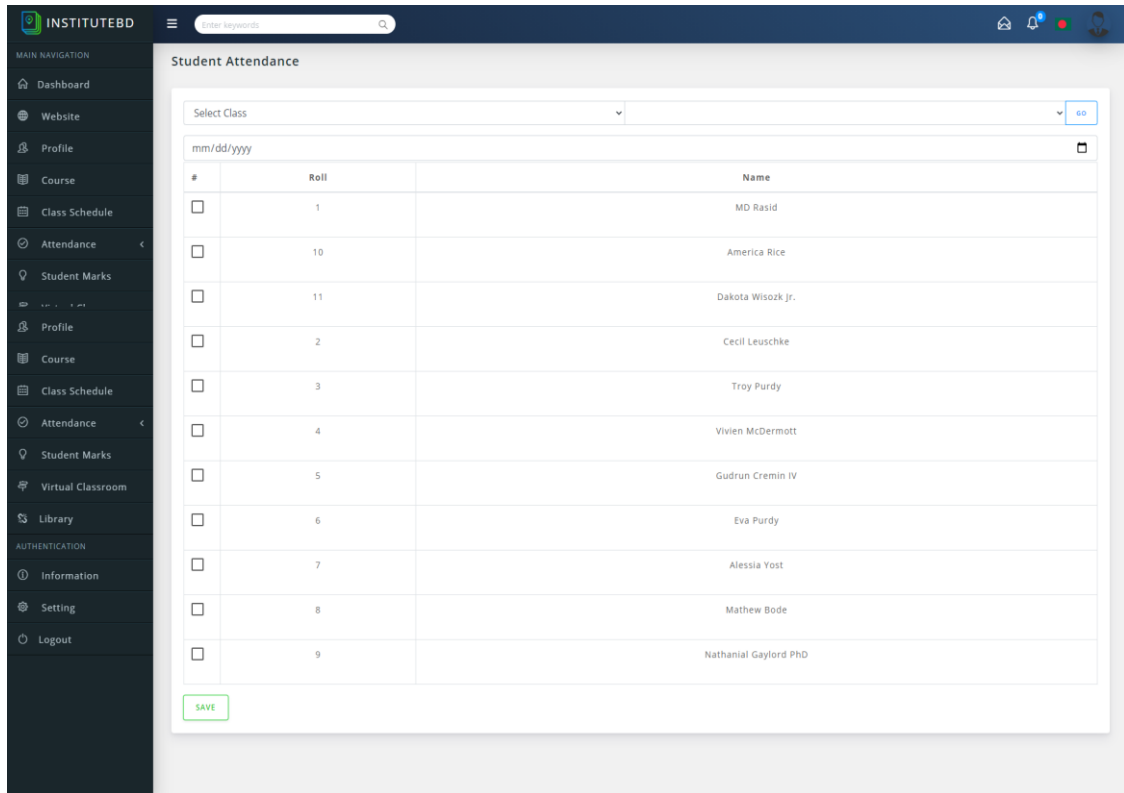 INSTITUTEBD
Enter keywords
0
MAIN NAVIGATION
Dashboard
Website
Profile
Course
Class Schedule
Attendance
Student Marks
Profile
Course
Class Schedule
Attendance
Student Marks
Virtual Classroom
Library
AUTHENTICATION
Information
Setting
Logout
Student Attendance
Select Class
GO
mm/dd/yyyy
# Roll Name
1 MD Rasid
10 America Rice
11 Dakota Wisozk Jr.
2 Cecil Leuschke
3 Troy Purdy
4 Vivien McDermott
5 Gudrun Cremin IV
6 Eva Purdy
7 Alessia Yost
8 Mathew Bode
9 Nathanial Gaylord PhD
SAVE